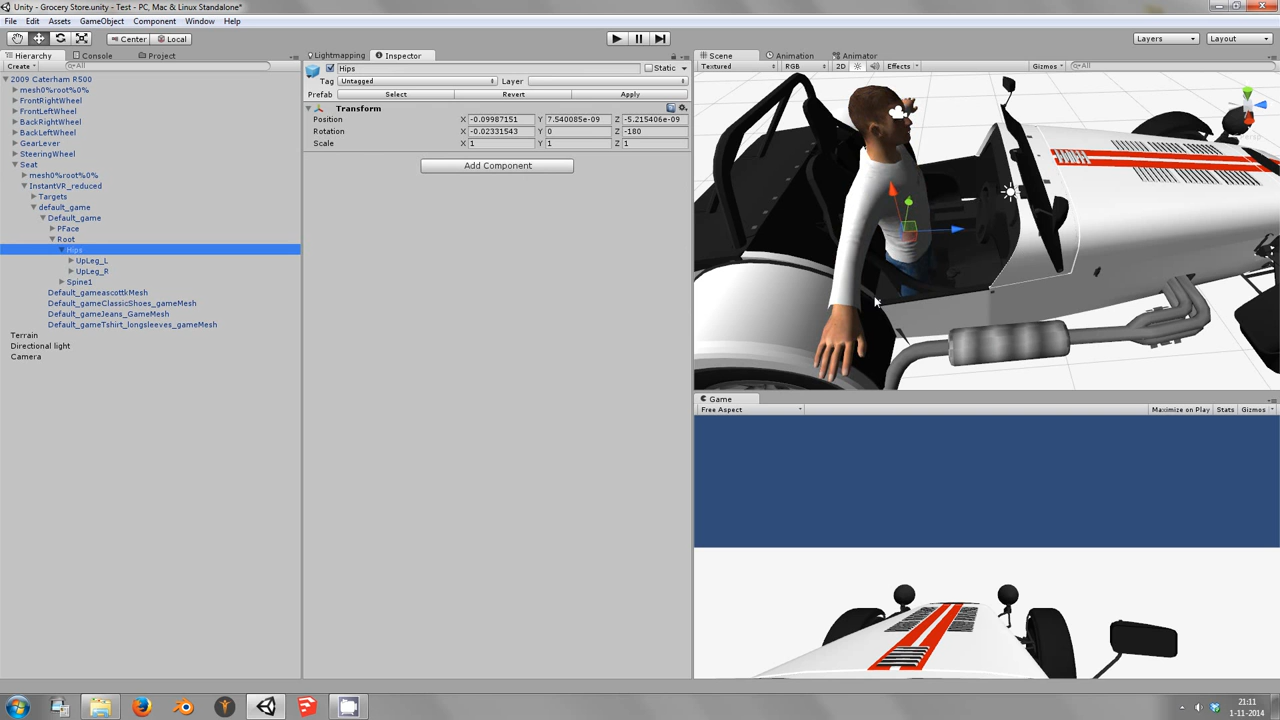 Unity - Grocery Store.unity - Test - PC, Mac & Linux Standalone*
File Edit Assets GameObject Component Window Help
Center Local Layers Layout
Hierarchy Console Project
Create All
2009 Caterham R500
mesh0%root%0%
FrontRightWheel
FrontLeftWheel
BackRightWheel
BackLeftWheel
GearLever
SteeringWheel
Seat
mesh0%root%0%
InstantVR_reduced
Targets
default_game
Default_game
PFace
Root
Hips
UpLeg_L
UpLeg_R
Spine1
Default_gameascottkMesh
Default_gameClassicShoes_gameMesh
Default_gameJeans_GameMesh
Default_gameTshirt_longsleeves_gameMesh
Terrain
Directional light
Camera
Lightmapping Inspector
Hips Static
Tag Untagged Layer
Prefab Select Revert Apply
Transform
Position X -0.09987151 Y 7.540085e-09 Z -5.215406e-09
Rotation X -0.02331543 Y 0 Z -180
Scale X 1 Y 1 Z 1
Add Component
Scene Animation Animator
Textured RGB 2D Effects Gizmos All
Game
Free Aspect Maximize on Play Stats Gizmos
21:11
1-11-2014